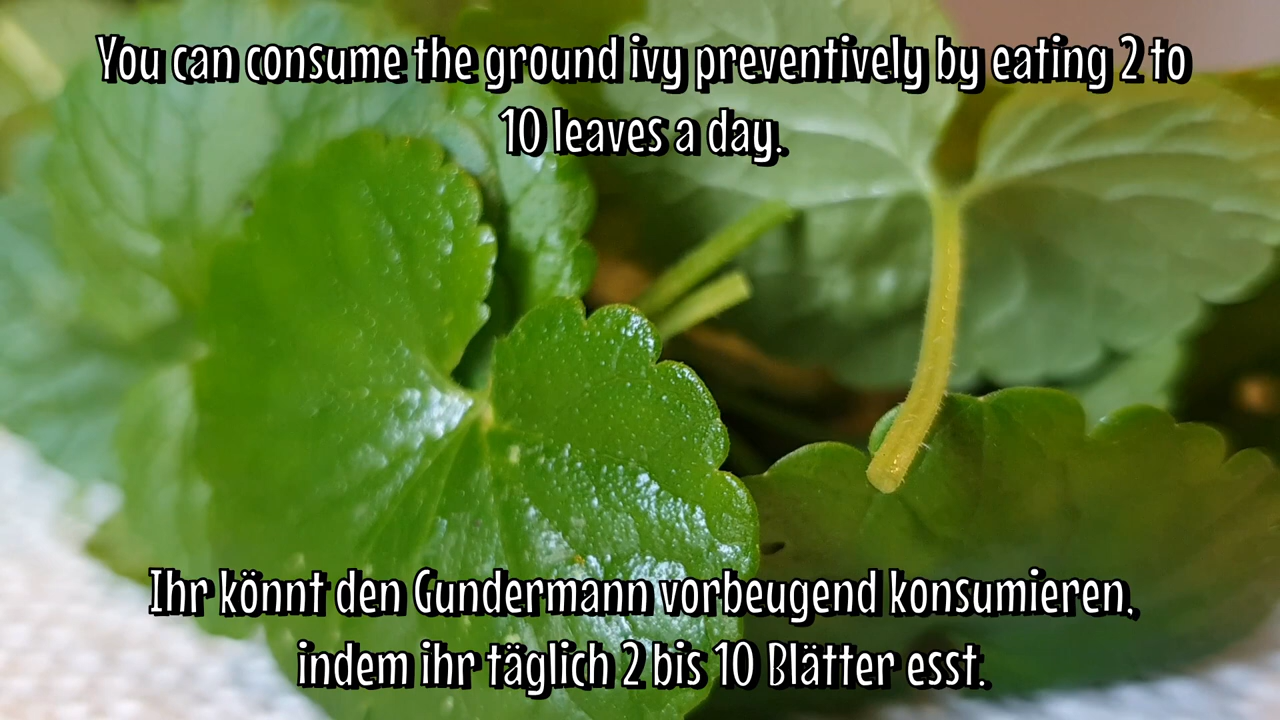 You can consume the ground ivy preventively by eating 2 to
10 leaves a day.
Ihr könnt den Gundermann vorbeugend konsumieren,
indem ihr täglich 2 bis 10 Blätter esst.